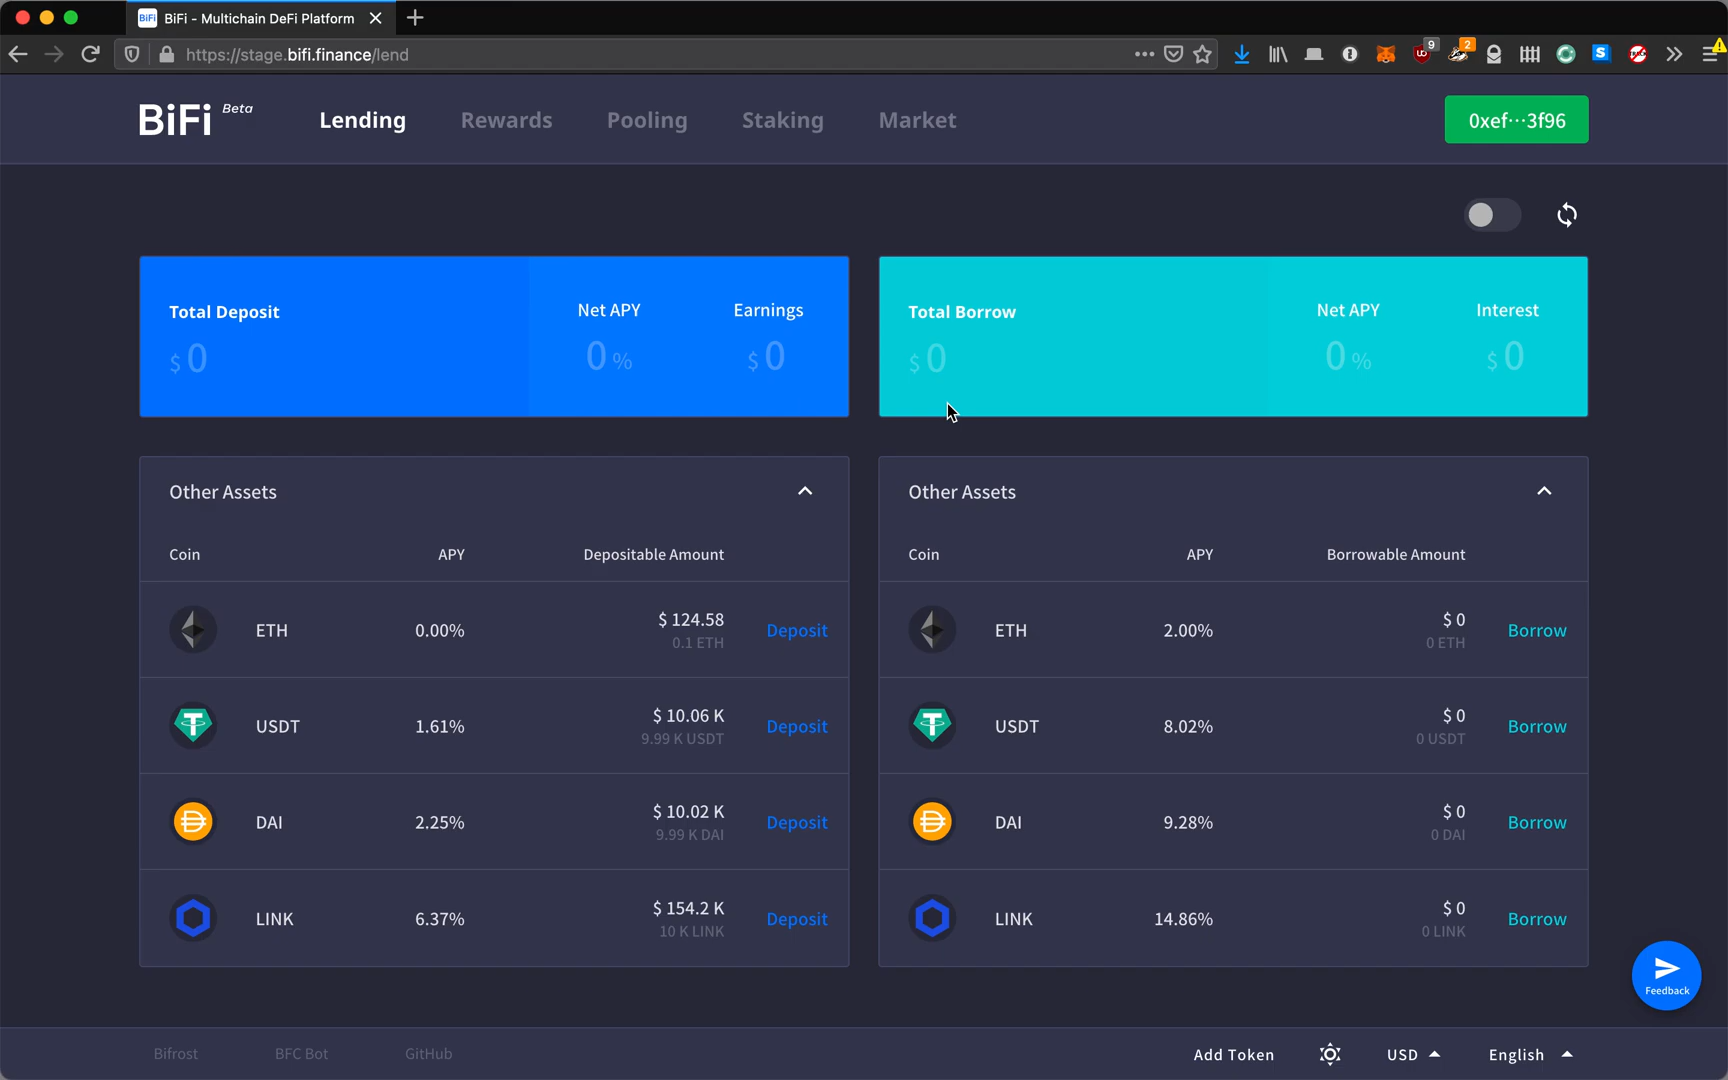 BiFi BiFi - Multichain DeFi Platform
https://stage.bifi.finance/lend
9
2
BiFi Beta
Lending
Rewards
Pooling
Staking
Market
0xef···3f96
Total Deposit
$ 0
Net APY
0 %
Earnings
$ 0
Total Borrow
$ 0
Net APY
0 %
Interest
$ 0
Other Assets
Coin APY Depositable Amount
ETH 0.00% $ 124.58 Deposit
0.1 ETH
USDT 1.61% $ 10.06 K Deposit
9.99 K USDT
DAI 2.25% $ 10.02 K Deposit
9.99 K DAI
LINK 6.37% $ 154.2 K Deposit
10 K LINK
Other Assets
Coin APY Borrowable Amount
ETH 2.00% $ 0 Borrow
0 ETH
USDT 8.02% $ 0 Borrow
0 USDT
DAI 9.28% $ 0 Borrow
0 DAI
LINK 14.86% $ 0 Borrow
0 LINK
Feedback
Bifrost BFC Bot GitHub Add Token USD English